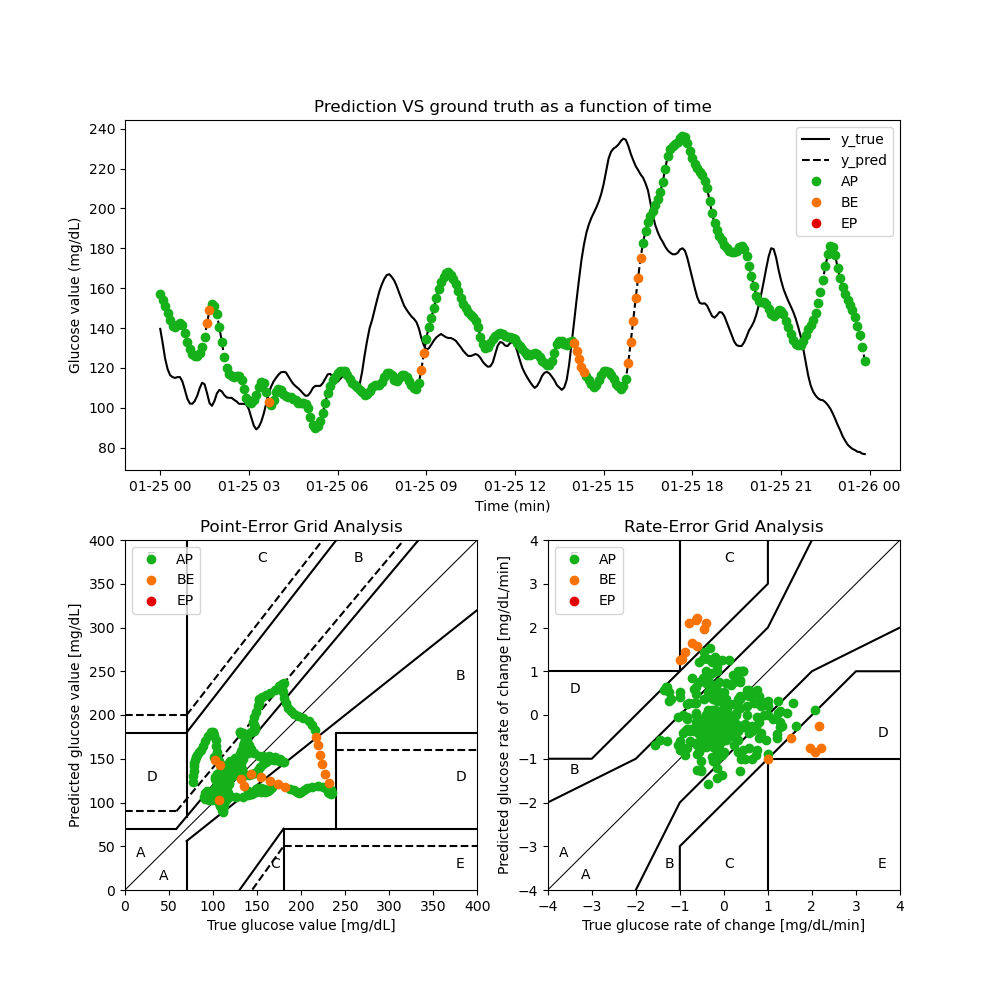 Prediction VS ground truth as a function of time
Glucose value (mg/dL)
240
220
200
180
160
140
120
100
80
y_true
y_pred
AP
BE
EP
01-25 00 01-25 03 01-25 06 01-25 09 01-25 12 01-25 15 01-25 18 01-25 21 01-26 00
Time (min)
Point-Error Grid Analysis
Predicted glucose value [mg/dL]
400
350
300
250
200
150
100
50
0
AP
BE
EP
C
B
B
D
D
A
A
C
E
0 50 100 150 200 250 300 350 400
True glucose value [mg/dL]
Rate-Error Grid Analysis
Predicted glucose rate of change [mg/dL/min]
4
3
2
1
0
−1
−2
−3
−4
AP
BE
EP
C
D
D
B
A
A
B
C
E
−4 −3 −2 −1 0 1 2 3 4
True glucose rate of change [mg/dL/min]